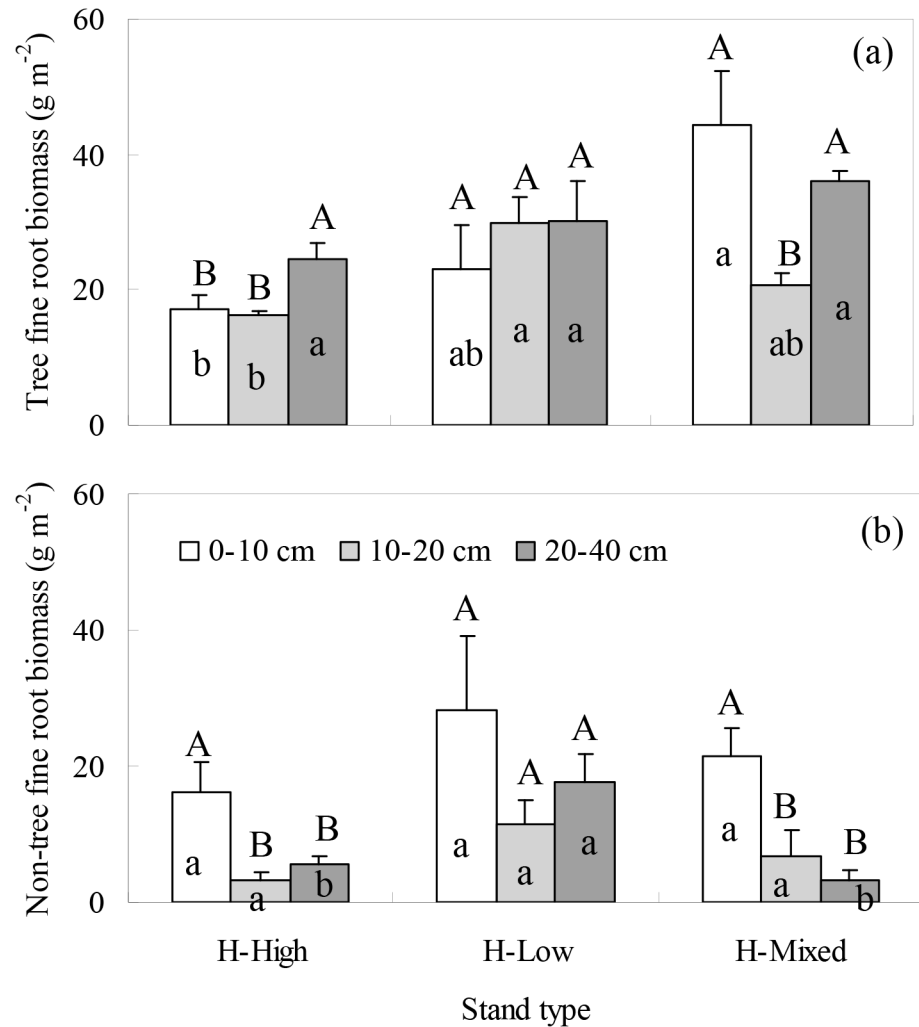 60
40
20
0
Tree fine root biomass (g m⁻²)
(a)
B B A
A A A
A B A
b b a
ab a a
a ab a
60
40
20
0
Non-tree fine root biomass (g m⁻²)
(b)
0-10 cm 10-20 cm 20-40 cm
A B B
A A A
A B B
a a b
a a a
a a b
H-High H-Low H-Mixed
Stand type